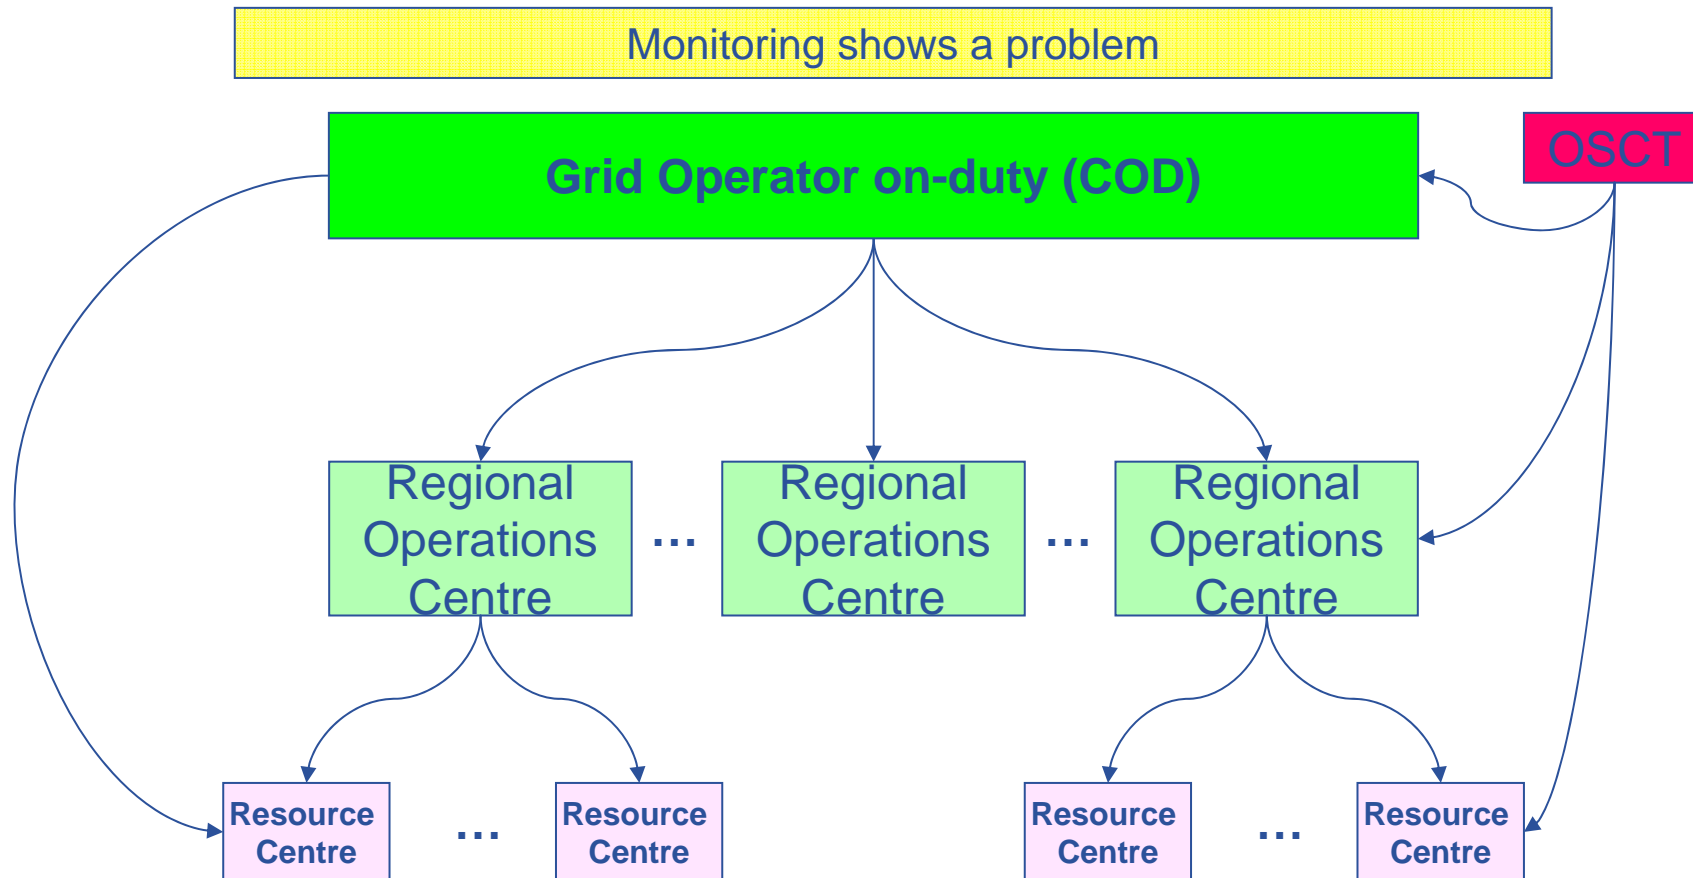 Monitoring shows a problem
Grid Operator on-duty (COD)
OSCT
Regional
Operations
Centre
...
Regional
Operations
Centre
...
Regional
Operations
Centre
Resource
Centre
...
Resource
Centre
Resource
Centre
...
Resource
Centre